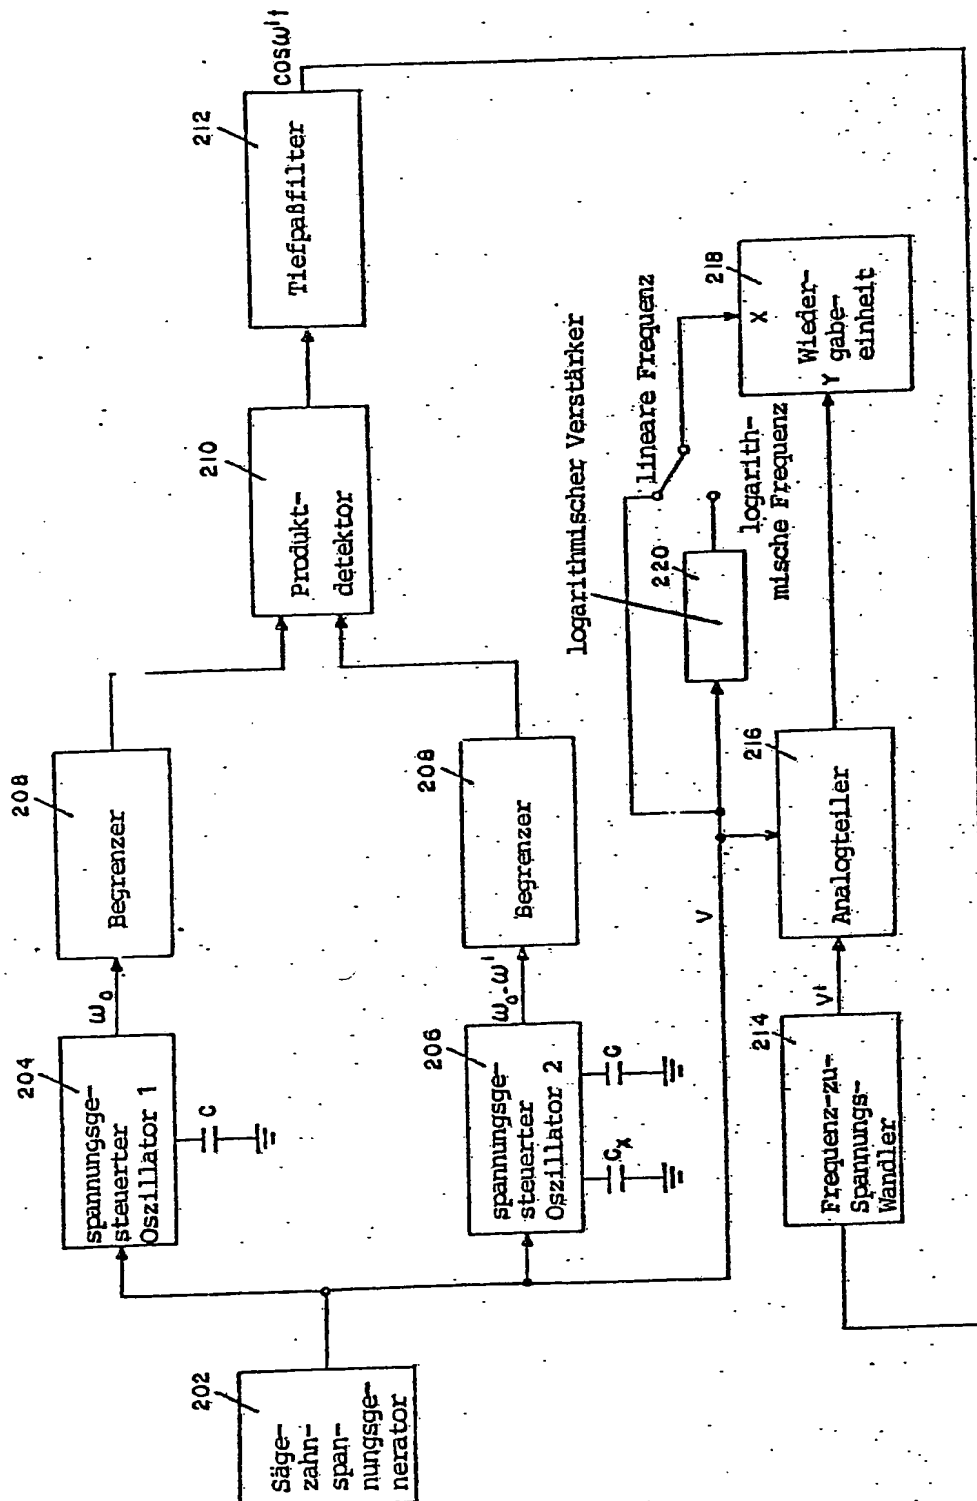 202
Säge-
zahn-
span-
nungsge-
nerator
204
spannungsge-
steuerter
Oszillator 1
C
ω₀
208
Begrenzer
206
spannungsge-
steuerter
Oszillator 2
Cₓ
C
ω₀-ω'
208
Begrenzer
210
Produkt-
detektor
212
Tiefpaßfilter
cosω't
V
logarithmischer Verstärker
220
lineare Frequenz
logarith-
mische Frequenz
214
Frequenz-zu-
Spannungs-
Wandler
V'
216
Analogteiler
218
X
Y
Wieder-
gabe-
einheit